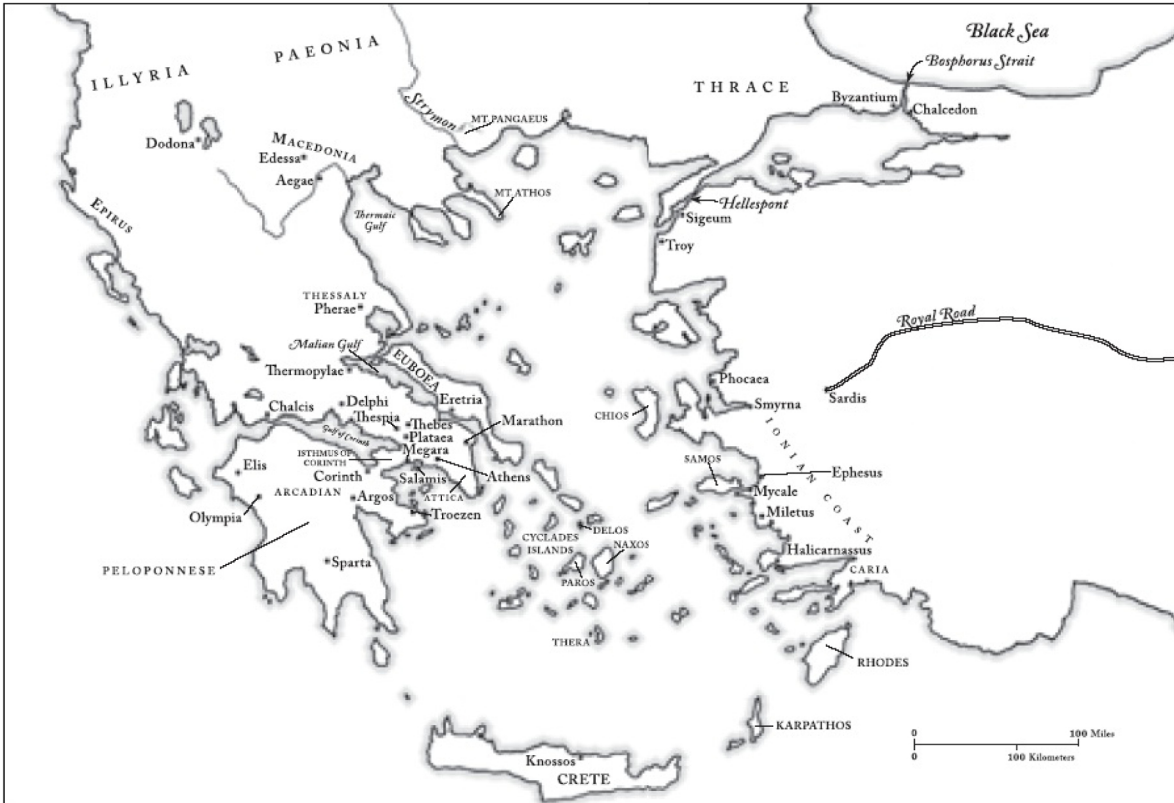 Black Sea
Bosphorus Strait
PAEONIA
ILLYRIA
THRACE
Byzantium
Chalcedon
Strymon
MT PANGAEUS
Dodona
MACEDONIA
Edessa
Aegae
MT ATHOS
Hellespont
Sigeum
Thermaic
Gulf
EPIRUS
Troy
THESSALY
Pherae
Royal Road
Malian Gulf
EUBOEA
Thermopylae
Phocaea
Sardis
Smyrna
Chalcis
Delphi
Eretria
Thespia
Thebes
Marathon
CHIOS
Gulf of Corinth
Plataea
Megara
ISTHMUS OF
CORINTH
IONIAN COAST
SAMOS
Ephesus
Elis
Corinth
Salamis
Athens
ARCADIAN
ATTICA
Mycale
Argos
Olympia
Troezen
Miletus
DELOS
CYCLADES
ISLANDS
NAXOS
Halicarnassus
PELOPONNESE
Sparta
PAROS
CARIA
THERA
RHODES
KARPATHOS
0 100 Miles
0 100 Kilometers
Knossos
CRETE